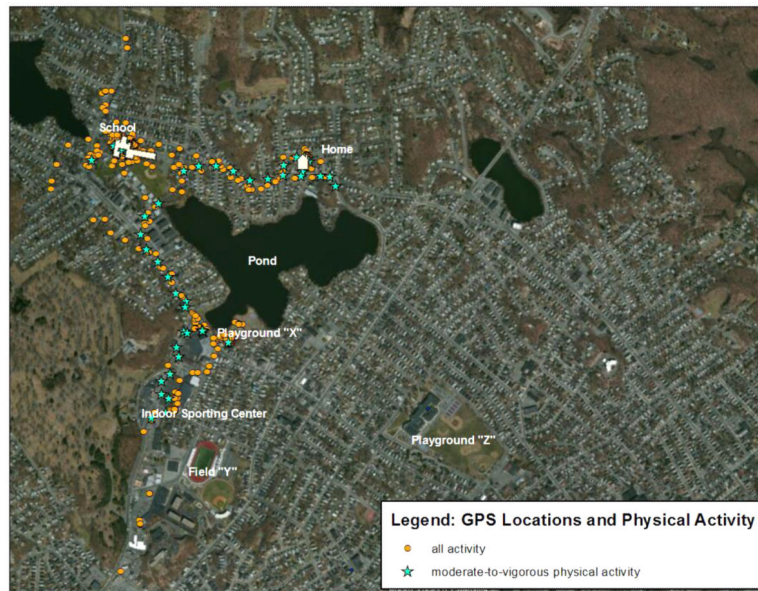 School
Home
Pond
Playground "X"
Indoor Sporting Center
Playground "Z"
Field "Y"
Legend: GPS Locations and Physical Activity
all activity
moderate-to-vigorous physical activity